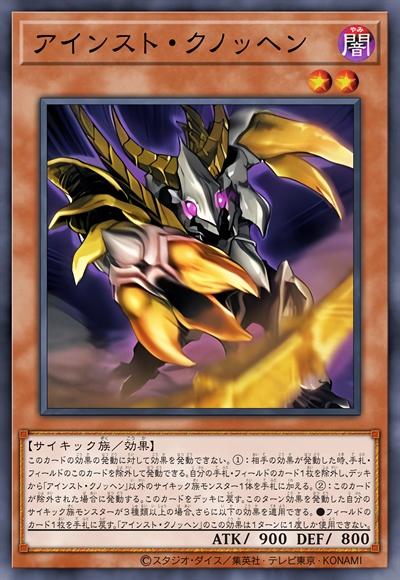 アインスト・クノッヘン
闇
【サイキック族／効果】
このカードの効果の発動に対して効果を発動できない。①：相手の効果が発動した時、手札・
フィールドのこのカードを除外して発動できる。自分の手札・フィールドのカード1枚を除外し、デッキ
から「アインスト・クノッヘン」以外のサイキック族モンスター1体を手札に加える。②：このカード
が除外された場合に発動する。このカードをデッキに戻す。このターン効果を発動した自分の
サイキック族モンスターが3種類以上の場合、さらに以下の効果を適用できる。●フィールドの
カード1枚を手札に戻す。「アインスト・クノッヘン」のこの効果は1ターンに1度しか使用できない。
ATK/ 900 DEF/ 800
©スタジオ・ダイス/集英社・テレビ東京・KONAMI